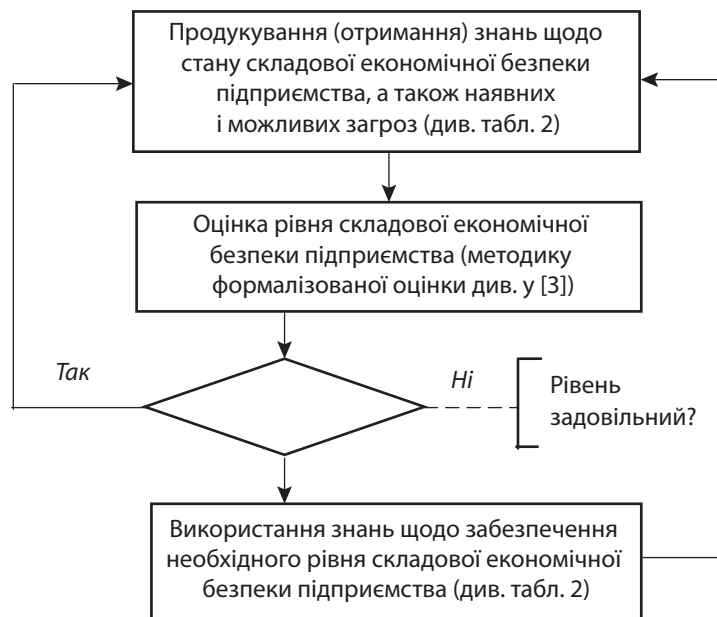 Продукування (отримання) знань щодо
стану складової економічної безпеки
підприємства, а також наявних
і можливих загроз (див. табл. 2)
Оцінка рівня складової економічної
безпеки підприємства (методику
формалізованої оцінки див. у [3])
Так
Ні
Рівень
задовільний?
Використання знань щодо забезпечення
необхідного рівня складової економічної
безпеки підприємства (див. табл. 2)